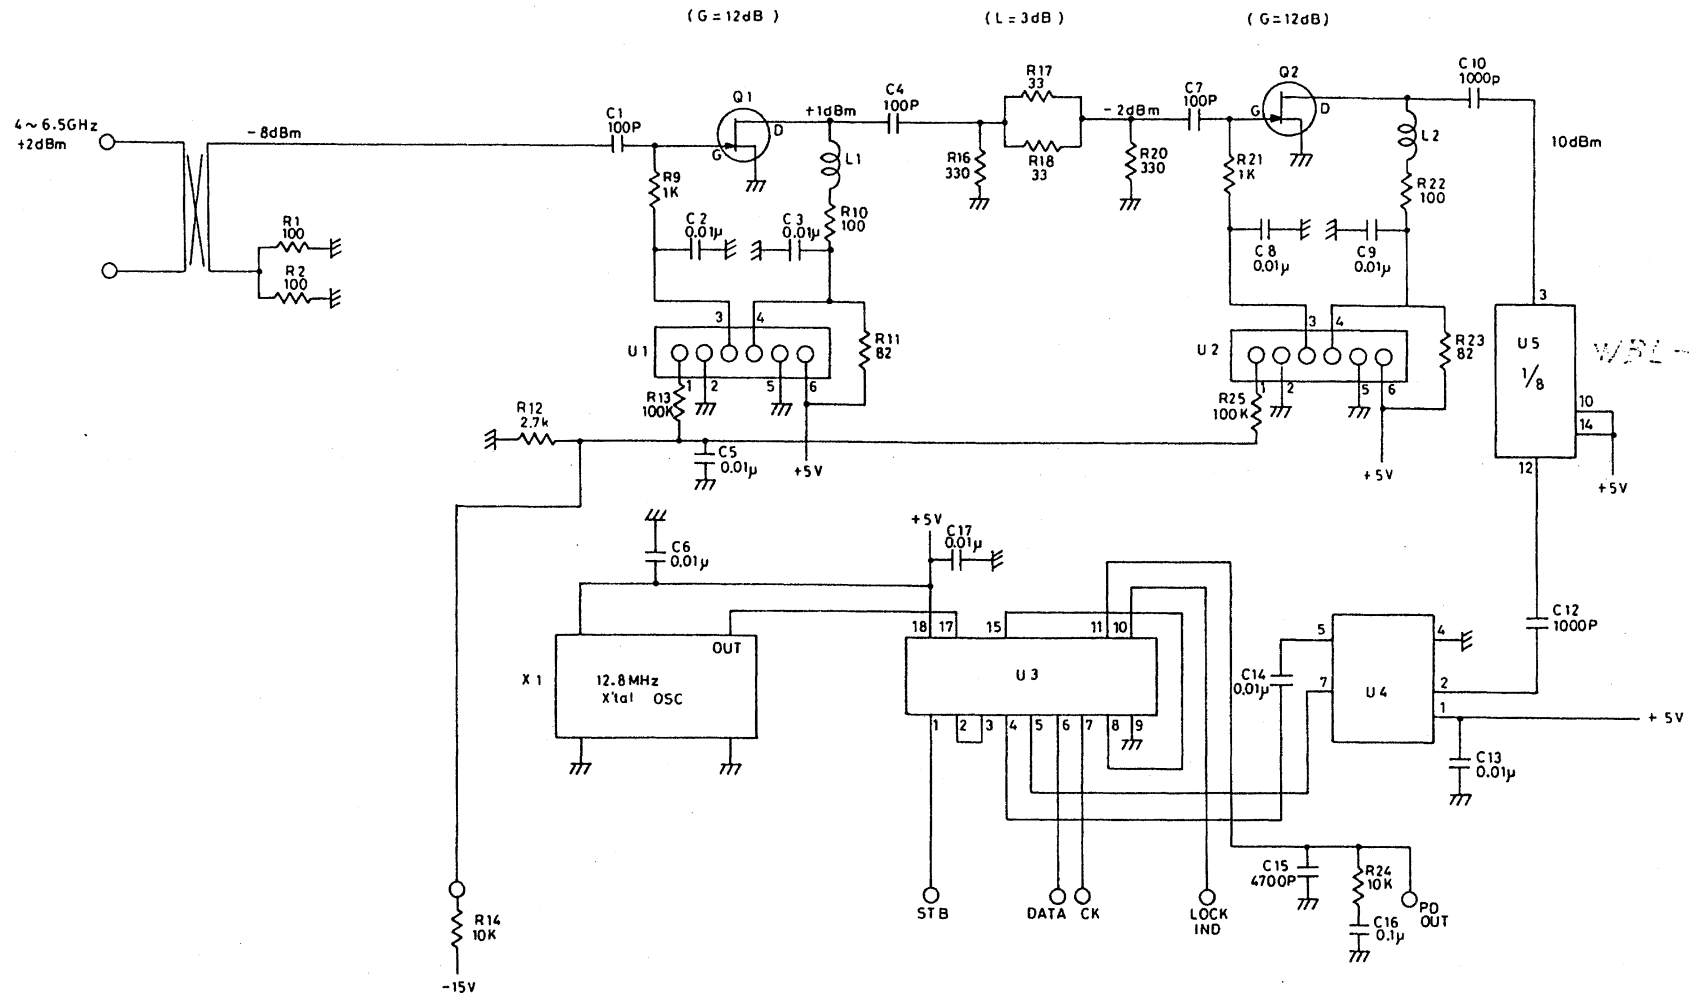 (G=12dB)
(L=3dB)
(G=12dB)
4~6.5GHz
+2dBm
-8dBm
C1
100P
Q1
G
D
+1dBm
C4
100P
R17
33
R18
33
-2dBm
C7
100P
Q2
G
D
C10
1000p
10dBm
R9
1K
L1
R10
100
R16
330
R20
330
R21
1K
L2
R22
100
R1
100
R2
100
C2
0.01μ
C3
0.01μ
C8
0.01μ
C9
0.01μ
3
4
U1
1
2
5
6
R11
82
R13
100K
3
4
U2
1
2
5
6
R23
82
R25
100K
3
U5
1/8
10
14
12
+5V
R12
2.7k
C5
0.01μ
+5V
+5V
C6
0.01μ
+5V
C17
0.01μ
X1
OUT
12.8MHz
X'tal OSC
18
17
15
11
10
U3
1
2
3
4
5
6
7
8
9
C14
0.01μ
5
7
U4
4
2
1
C12
1000P
+5V
C13
0.01μ
STB
DATA
CK
LOCK
IND
C15
4700P
R24
10K
C16
0.1μ
PD
OUT
R14
10K
-15V